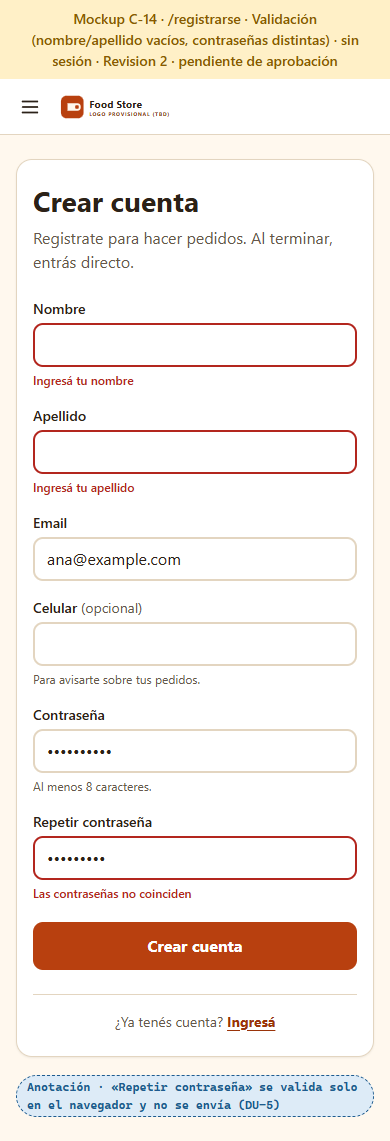 Mockup C-14 · /registrarse · Validación
(nombre/apellido vacíos, contraseñas distintas) · sin
sesión · Revision 2 · pendiente de aprobación
Food Store
LOGO PROVISIONAL (TBD)
Crear cuenta
Registrate para hacer pedidos. Al terminar,
entrás directo.
Nombre
Ingresá tu nombre
Apellido
Ingresá tu apellido
Email
ana@example.com
Celular (opcional)
Para avisarte sobre tus pedidos.
Contraseña
••••••••••
Al menos 8 caracteres.
Repetir contraseña
•••••••••
Las contraseñas no coinciden
Crear cuenta
¿Ya tenés cuenta? Ingresá
Anotación · «Repetir contraseña» se valida solo
en el navegador y no se envía (DU-5)